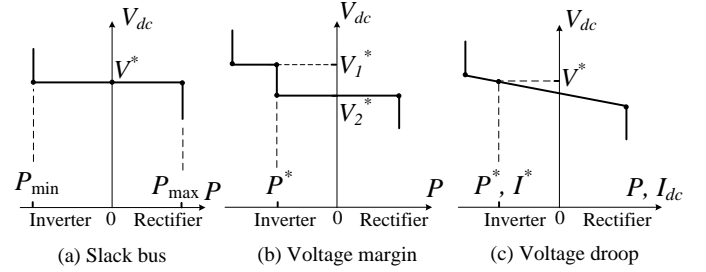 V_dc
V*
P_min
P_max P
Inverter 0 Rectifier
(a) Slack bus
V_dc
V_1*
V_2*
P*
P
Inverter 0 Rectifier
(b) Voltage margin
V_dc
V*
P*, I*
P, I_dc
Inverter 0 Rectifier
(c) Voltage droop